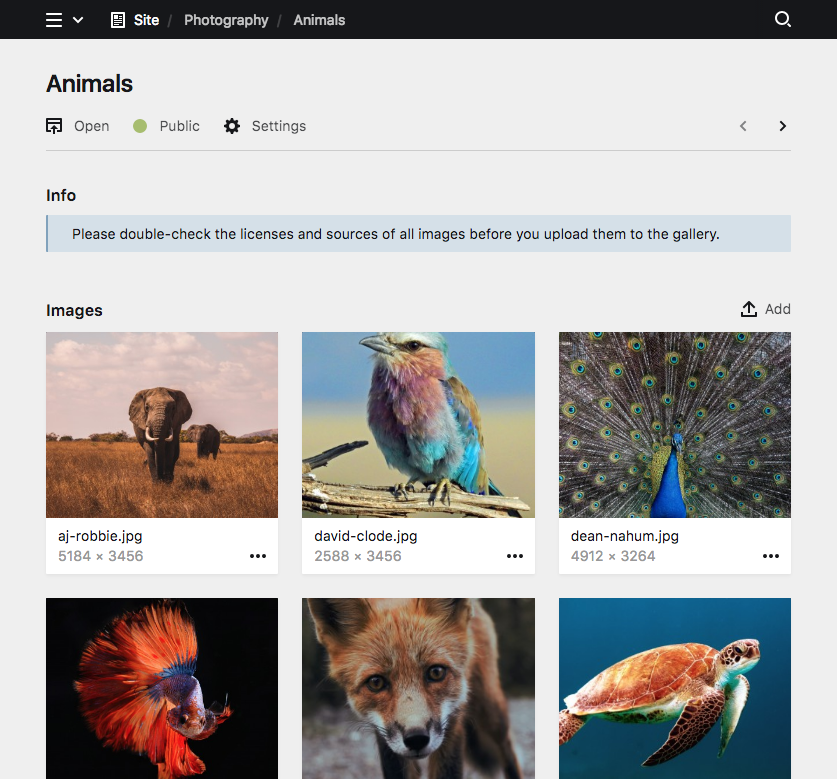 Site / Photography / Animals
Animals
Open Public Settings
Info
Please double-check the licenses and sources of all images before you upload them to the gallery.
Images Add
aj-robbie.jpg
5184 × 3456
david-clode.jpg
2588 × 3456
dean-nahum.jpg
4912 × 3264